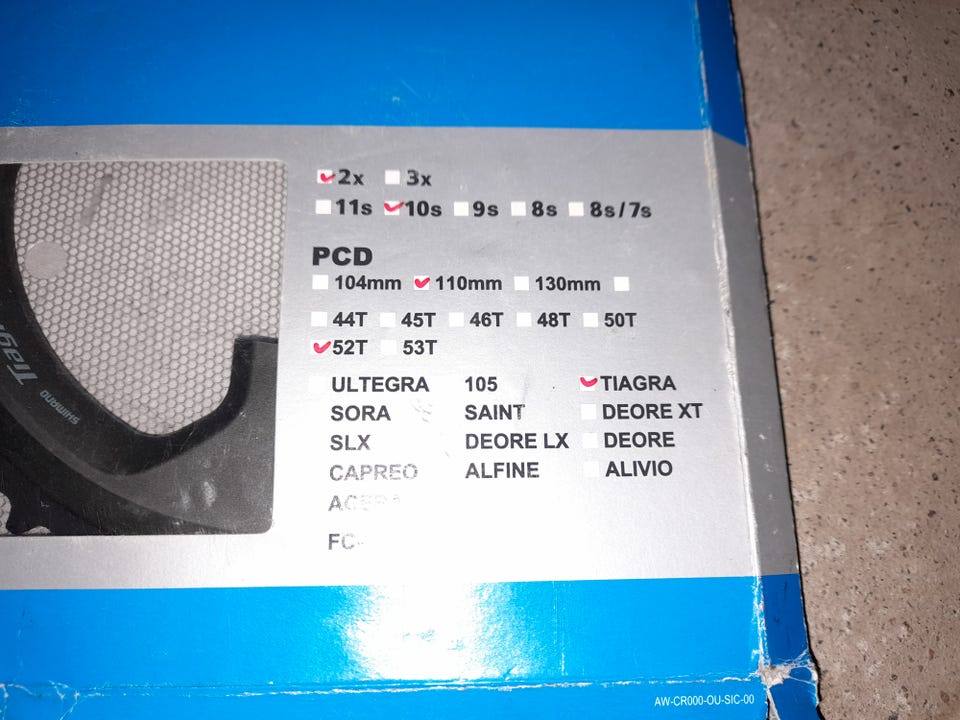 2x 3x
11s 10s 9s 8s 8s/7s
PCD
104mm 110mm 130mm
44T 45T 46T 48T 50T
52T 53T
ULTEGRA 105 TIAGRA
SORA SAINT DEORE XT
SLX DEORE LX DEORE
CAPREO ALFINE ALIVIO
FC-
SHIMANO
AW-CR000-OU-SIC-00